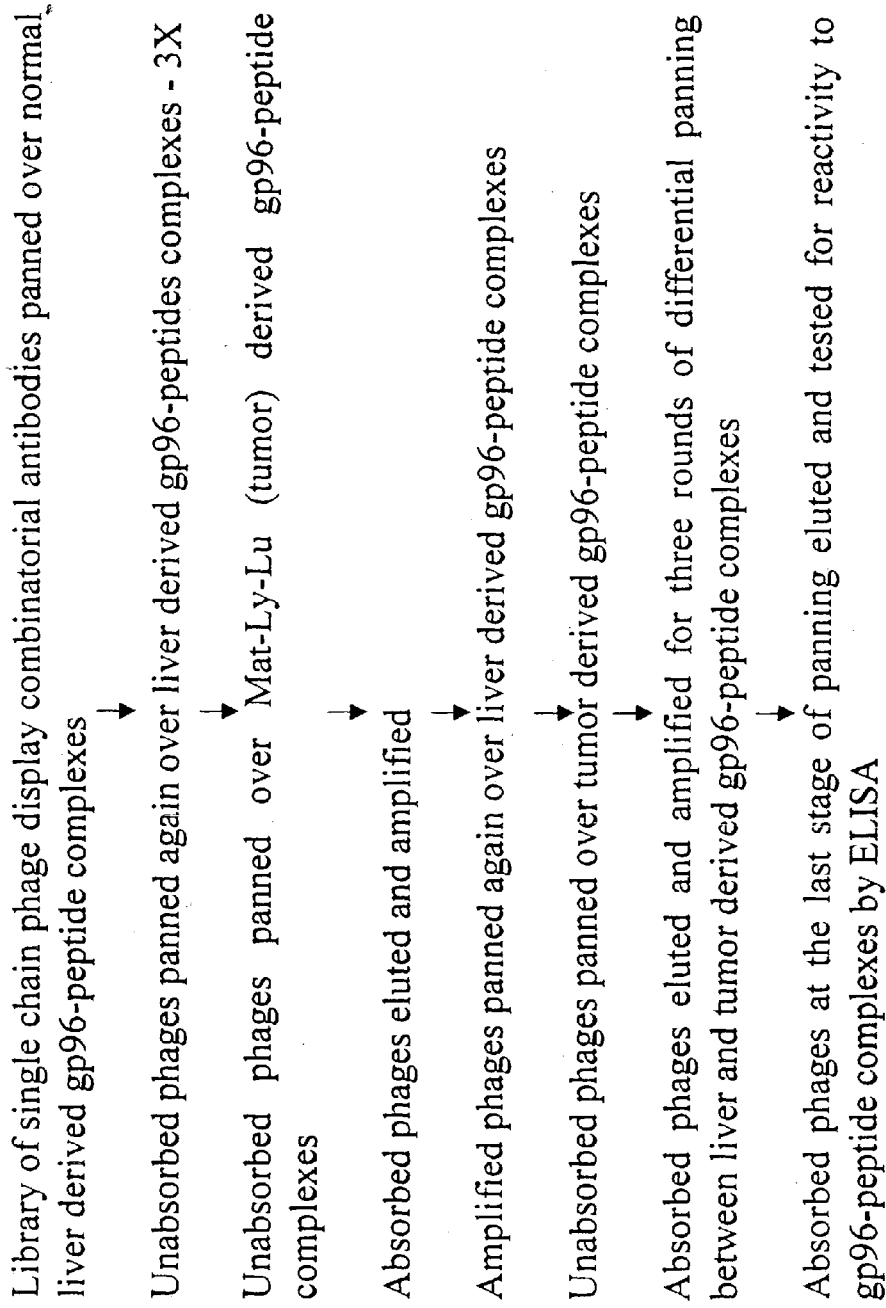 Library of single chain phage display combinatorial antibodies panned over normal
liver derived gp96-peptide complexes
Unabsorbed phages panned again over liver derived gp96-peptides complexes - 3X
Unabsorbed phages panned over Mat-Ly-Lu (tumor) derived gp96-peptide
complexes
Absorbed phages eluted and amplified
Amplified phages panned again over liver derived gp96-peptide complexes
Unabsorbed phages panned over tumor derived gp96-peptide complexes
Absorbed phages eluted and amplified for three rounds of differential panning
between liver and tumor derived gp96-peptide complexes
Absorbed phages at the last stage of panning eluted and tested for reactivity to
gp96-peptide complexes by ELISA